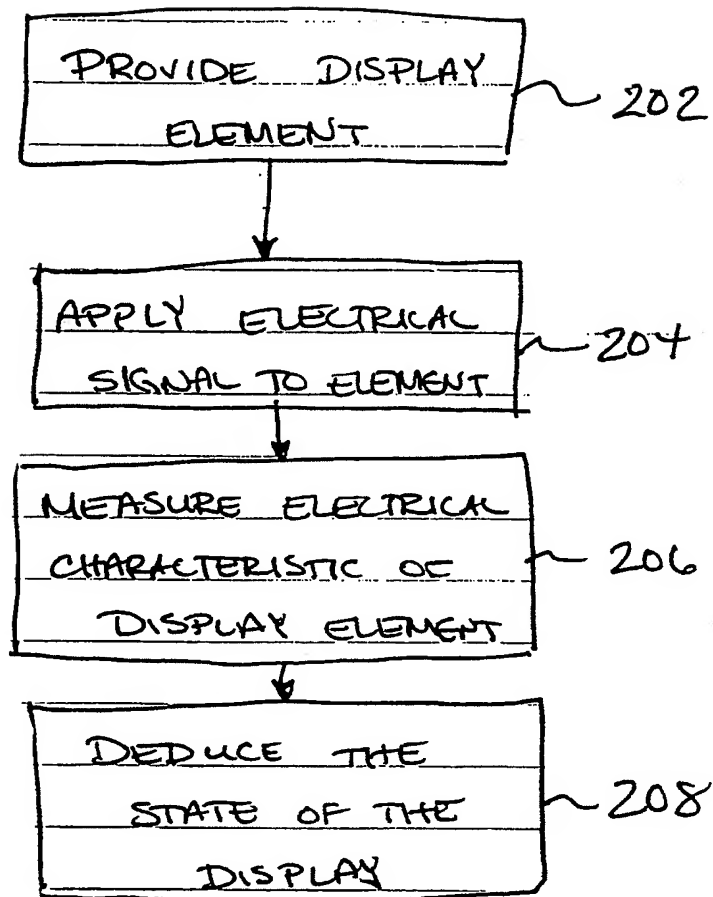 PROVIDE DISPLAY
ELEMENT
202
APPLY ELECTRICAL
SIGNAL TO ELEMENT
204
MEASURE ELECTRICAL
CHARACTERISTIC OF
DISPLAY ELEMENT
206
DEDUCE THE
STATE OF THE
DISPLAY
208